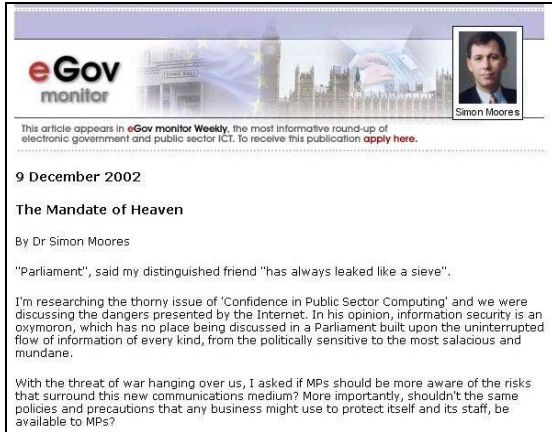 eGov
monitor
Simon Moores
This article appears in eGov monitor Weekly, the most informative round-up of
electronic government and public sector ICT. To receive this publication apply here.
9 December 2002
The Mandate of Heaven
By Dr Simon Moores
"Parliament", said my distinguished friend "has always leaked like a sieve".
I'm researching the thorny issue of 'Confidence in Public Sector Computing' and we were
discussing the dangers presented by the Internet. In his opinion, information security is an
oxymoron, which has no place being discussed in a Parliament built upon the uninterrupted
flow of information of every kind, from the politically sensitive to the most salacious and
mundane.
With the threat of war hanging over us, I asked if MPs should be more aware of the risks
that surround this new communications medium? More importantly, shouldn't the same
policies and precautions that any business might use to protect itself and its staff, be
available to MPs?